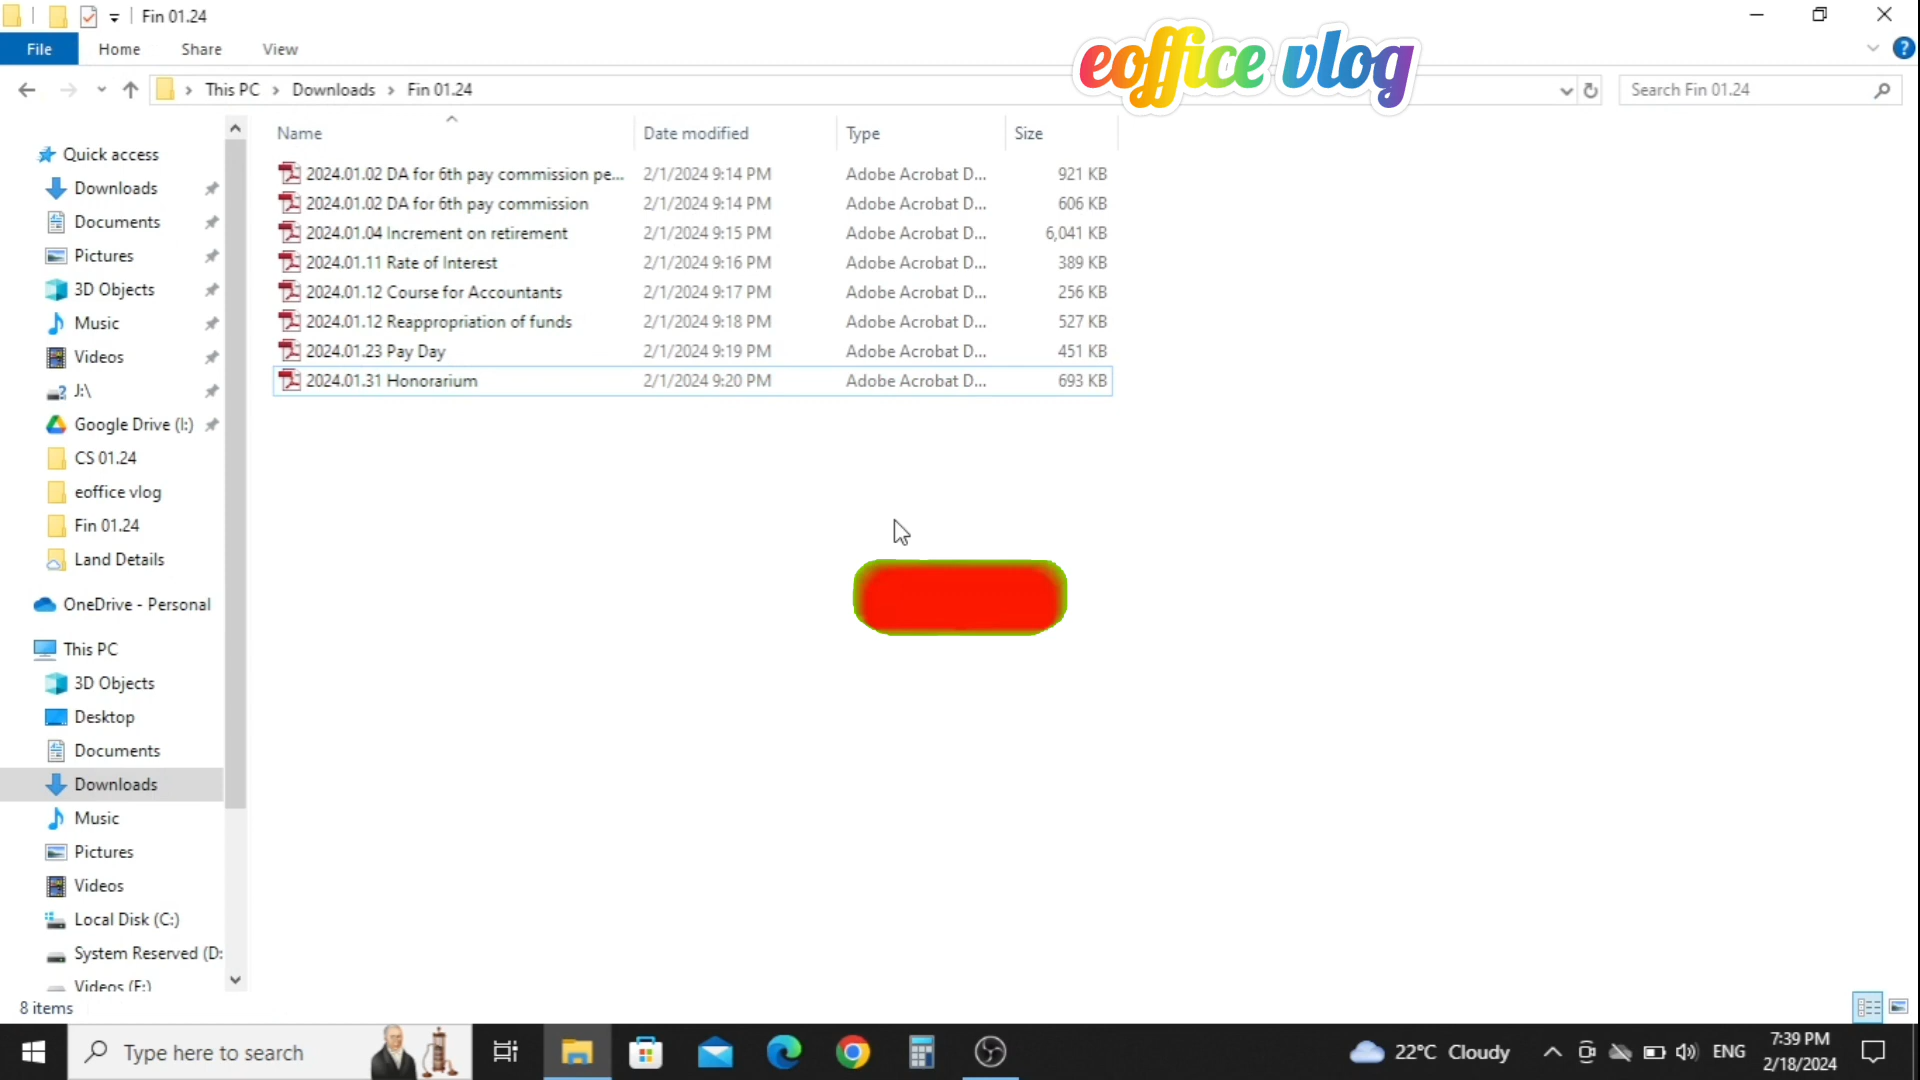 Fin 01.24
File Home Share View
eoffice vlog
This PC Downloads Fin 01.24
Search Fin 01.24
Name Date modified Type Size
2024.01.02 DA for 6th pay commission pe... 2/1/2024 9:14 PM Adobe Acrobat D... 921 KB
2024.01.02 DA for 6th pay commission 2/1/2024 9:14 PM Adobe Acrobat D... 606 KB
2024.01.04 Increment on retirement 2/1/2024 9:15 PM Adobe Acrobat D... 6,041 KB
2024.01.11 Rate of Interest 2/1/2024 9:16 PM Adobe Acrobat D... 389 KB
2024.01.12 Course for Accountants 2/1/2024 9:17 PM Adobe Acrobat D... 256 KB
2024.01.12 Reappropriation of funds 2/1/2024 9:18 PM Adobe Acrobat D... 527 KB
2024.01.23 Pay Day 2/1/2024 9:19 PM Adobe Acrobat D... 451 KB
2024.01.31 Honorarium 2/1/2024 9:20 PM Adobe Acrobat D... 693 KB
Quick access
Downloads
Documents
Pictures
3D Objects
Music
Videos
J:\
Google Drive (I:)
CS 01.24
eoffice vlog
Fin 01.24
Land Details
OneDrive - Personal
This PC
3D Objects
Desktop
Documents
Downloads
Music
Pictures
Videos
Local Disk (C:)
System Reserved (D:
Videos (E:)
8 items
Type here to search
22°C Cloudy
ENG
7:39 PM
2/18/2024